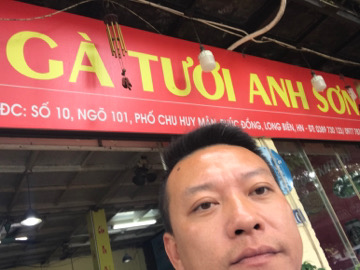 GÀ TƯƠI ANH SƠN
ĐC: SỐ 10, NGÕ 101, PHỐ CHU HUY MÂN, PHÚC ĐỒNG, LONG BIÊN, HN - ĐT: